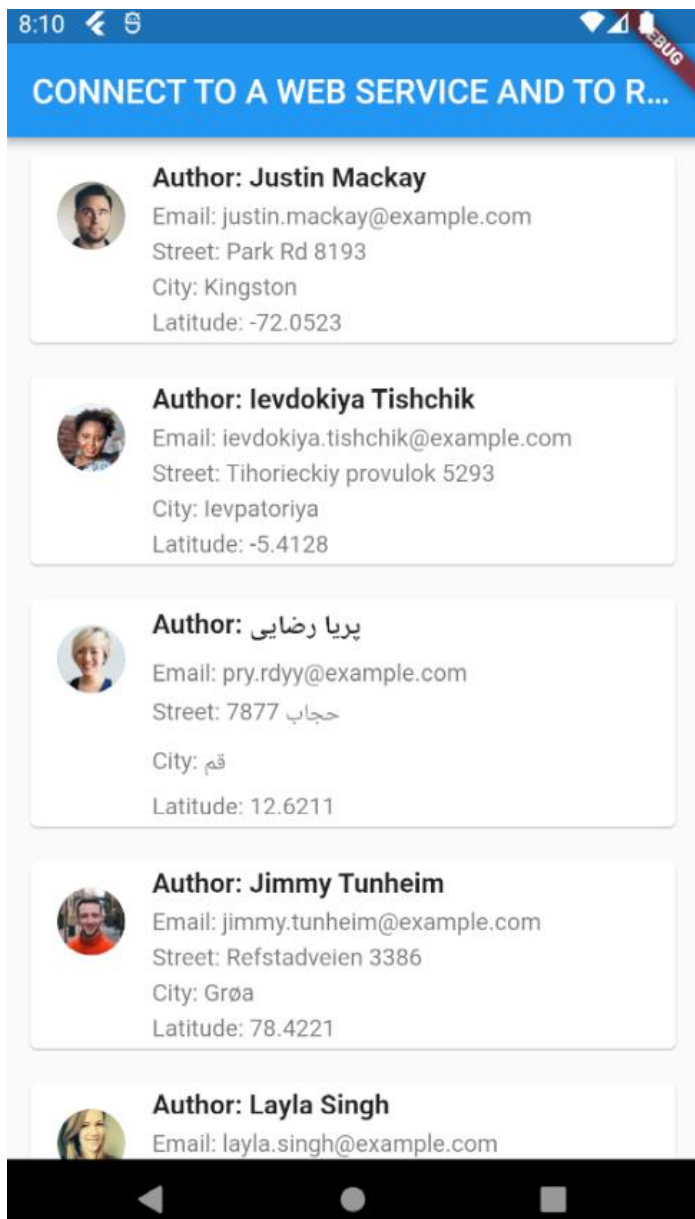 8:10
DEBUG
CONNECT TO A WEB SERVICE AND TO R...
Author: Justin Mackay
Email: justin.mackay@example.com
Street: Park Rd 8193
City: Kingston
Latitude: -72.0523
Author: Ievdokiya Tishchik
Email: ievdokiya.tishchik@example.com
Street: Tihorieckiy provulok 5293
City: Ievpatoriya
Latitude: -5.4128
Author: پریا رضایی
Email: pry.rdyy@example.com
Street: حجاب 7877
City: قم
Latitude: 12.6211
Author: Jimmy Tunheim
Email: jimmy.tunheim@example.com
Street: Refstadveien 3386
City: Grøa
Latitude: 78.4221
Author: Layla Singh
Email: layla.singh@example.com